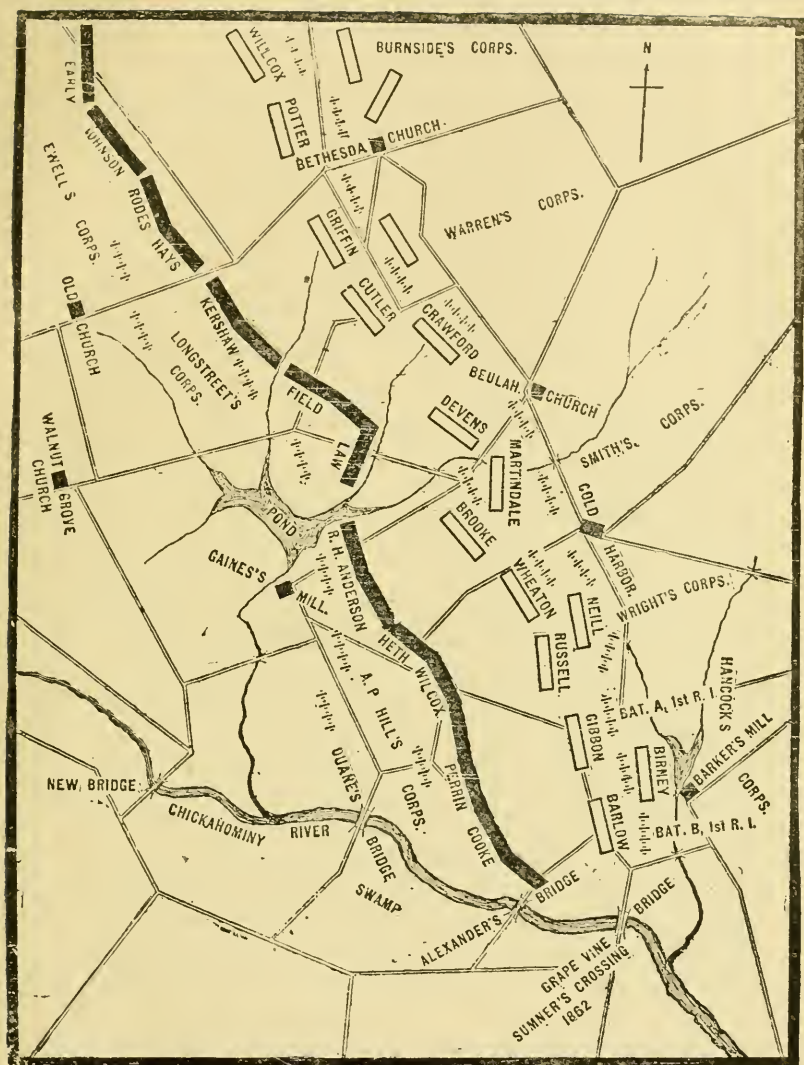 N
BURNSIDE'S CORPS.
WILLCOX
POTTER
BETHESDA CHURCH
EARLY
JOHNSON RODES HAYS
EWELL'S CORPS.
OLD CHURCH
WARREN'S CORPS.
GRIFFIN
CUTLER
CRAWFORD
KERSHAW
LONGSTREET'S
CORPS.
FIELD
LAW
BEULAH CHURCH
DEVENS
MARTINDALE
BROOKE
SMITH'S CORPS.
COLD HARBOR.
WALNUT GROVE
CHURCH
POND
GAINES'S
MILL.
R. H. ANDERSON
HETH
WILCOX
PERRIN
COOKE
A. P HILL'S
CORPS.
WHEATON
NEILL
RUSSELL
WRIGHT'S CORPS.
GIBBON
BIRNEY
BARLOW
BAT. A, 1st R. I.
HANCOCK'S
CORPS.
BARKER'S MILL
BAT. B, 1st R. I.
NEW BRIDGE
CHICKAHOMINY RIVER
DUANE'S
BRIDGE
SWAMP
ALEXANDER'S BRIDGE
GRAPE VINE BRIDGE
SUMNER'S CROSSING
1862